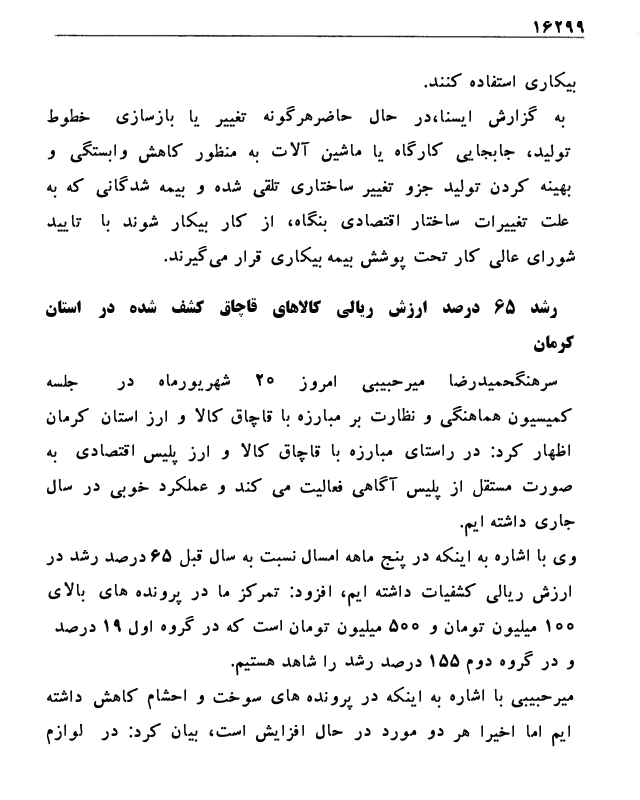 ۱۶۲۹۹
بیکاری استفاده کنند.
به گزارش ایسنا،در حال حاضرهرگونه تغییر یا بازسازی خطوط
تولید، جابجایی کارگاه یا ماشین آلات به منظور کاهش وابستگی و
بهینه کردن تولید جزو تغییر ساختاری تلقی شده و بیمه شدگانی که به
علت تغییرات ساختار اقتصادی بنگاه، از کار بیکار شوند با تایید
شورای عالی کار تحت پوشش بیمه بیکاری قرار می‌گیرند.
رشد ۶۵ درصد ارزش ریالی کالاهای قاچاق کشف شده در استان
کرمان
سرهنگحمیدرضا میرحبیبی امروز ۲۰ شهریورماه در جلسه
کمیسیون هماهنگی و نظارت بر مبارزه با قاچاق کالا و ارز استان کرمان
اظهار کرد: در راستای مبارزه با قاچاق کالا و ارز پلیس اقتصادی به
صورت مستقل از پلیس آگاهی فعالیت می کند و عملکرد خوبی در سال
جاری داشته ایم.
وی با اشاره به اینکه در پنج ماهه امسال نسبت به سال قبل ۶۵درصد رشد در
ارزش ریالی کشفیات داشته ایم، افزود: تمرکز ما در پرونده های بالای
۱۰۰ میلیون تومان و ۵۰۰ میلیون تومان است که در گروه اول ۱۹ درصد
و در گروه دوم ۱۵۵ درصد رشد را شاهد هستیم.
میرحبیبی با اشاره به اینکه در پرونده های سوخت و احشام کاهش داشته
ایم اما اخیرا هر دو مورد در حال افزایش است، بیان کرد: در لوازم